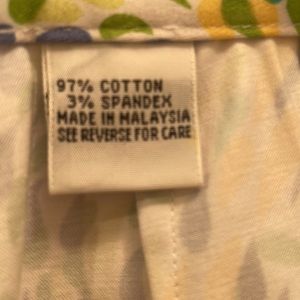 97% COTTON
3% SPANDEX
MADE IN MALAYSIA
SEE REVERSE FOR CARE